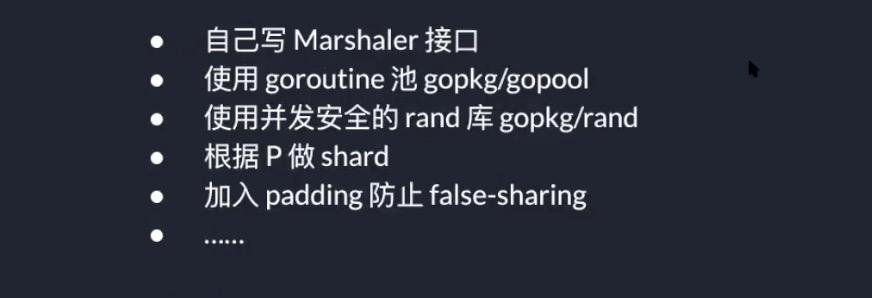 ● 自己写 Marshaler 接口
● 使用 goroutine 池 gopkg/gopool
● 使用并发安全的 rand 库 gopkg/rand
● 根据 P 做 shard
● 加入 padding 防止 false-sharing
● ……